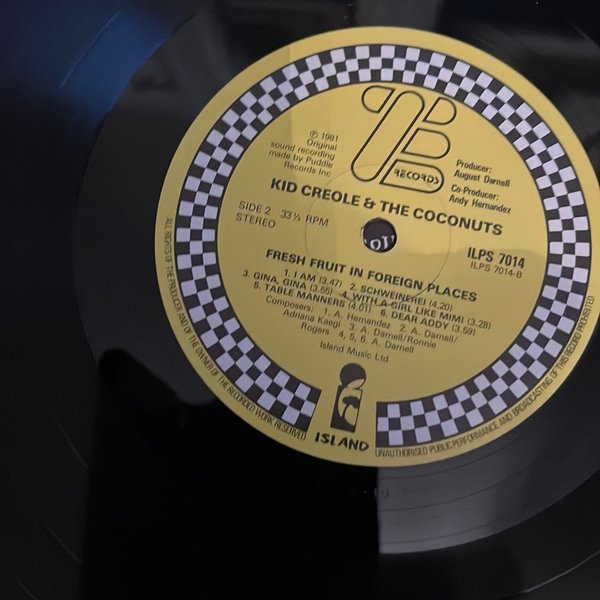 ZE
RECORDS
℗ 1981
Original
sound recording
made by Puddle
Records Inc
Producer:
August Darnell
Co-Producer:
Andy Hernandez
KID CREOLE & THE COCONUTS
SIDE 2 33⅓ RPM
STEREO
ILPS 7014
ILPS 7014-B
FRESH FRUIT IN FOREIGN PLACES
1. I AM (3.47) 2. SCHWEINEREI (4.20)
3. GINA, GINA (3.55) 4. WITH A GIRL LIKE MIMI (3.28)
5. TABLE MANNERS (4.01) 6. DEAR ADDY (3.59)
Composers: 1. A. Hernandez 2. A. Darnell/
Adriana Kaegi 3. A. Darnell/Ronnie
Rogers 4, 5, 6. A. Darnell
Island Music Ltd
ISLAND
ALL RIGHTS OF THE PRODUCER AND OF THE OWNER OF THE RECORDED WORK RESERVED
UNAUTHORISED PUBLIC PERFORMANCE AND BROADCASTING OF THIS RECORD PROHIBITED